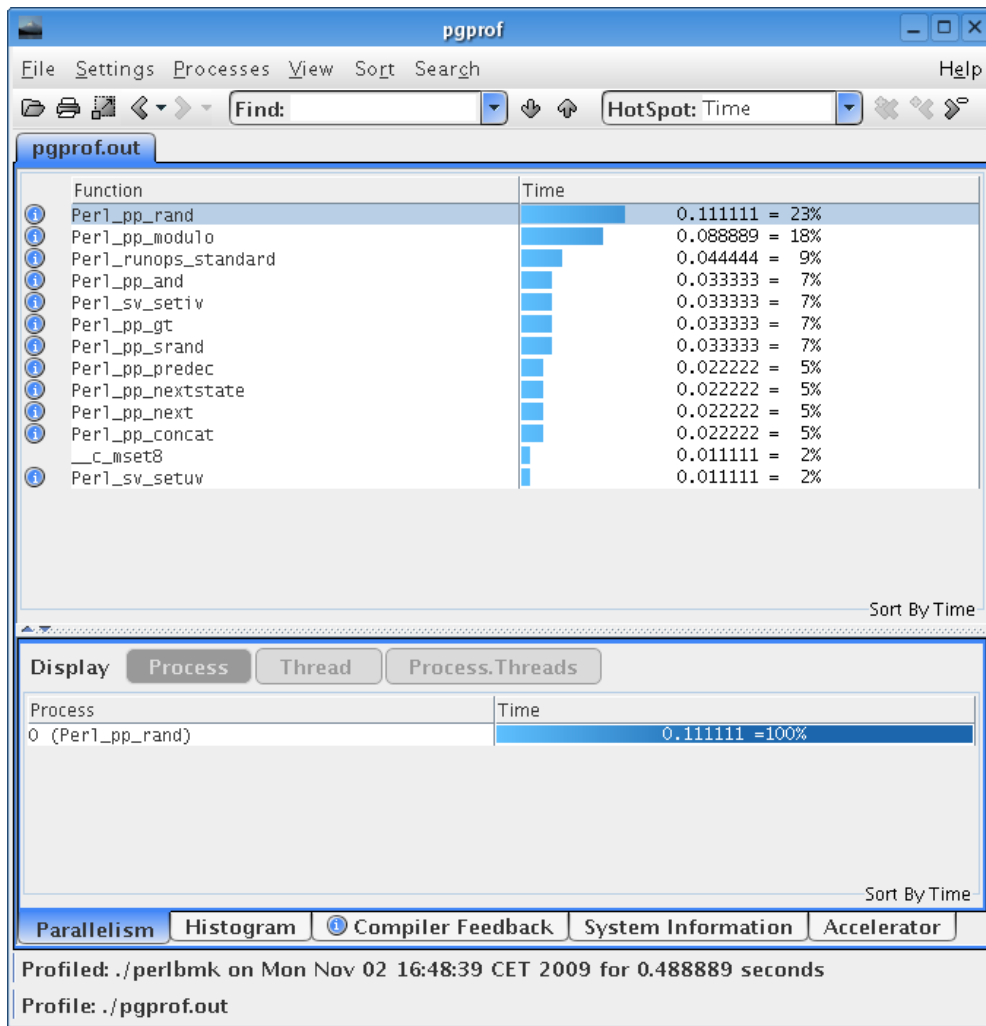 pgprof
File Settings Processes View Sort Search Help
Find: HotSpot: Time
pgprof.out
Function Time
Perl_pp_rand 0.111111 = 23%
Perl_pp_modulo 0.088889 = 18%
Perl_runops_standard 0.044444 = 9%
Perl_pp_and 0.033333 = 7%
Perl_sv_setiv 0.033333 = 7%
Perl_pp_gt 0.033333 = 7%
Perl_pp_srand 0.033333 = 7%
Perl_pp_predec 0.022222 = 5%
Perl_pp_nextstate 0.022222 = 5%
Perl_pp_next 0.022222 = 5%
Perl_pp_concat 0.022222 = 5%
__c_mset8 0.011111 = 2%
Perl_sv_setuv 0.011111 = 2%
Sort By Time
Display Process Thread Process.Threads
Process Time
0 (Perl_pp_rand) 0.111111 =100%
Sort By Time
Parallelism Histogram Compiler Feedback System Information Accelerator
Profiled: ./perlbmk on Mon Nov 02 16:48:39 CET 2009 for 0.488889 seconds
Profile: ./pgprof.out